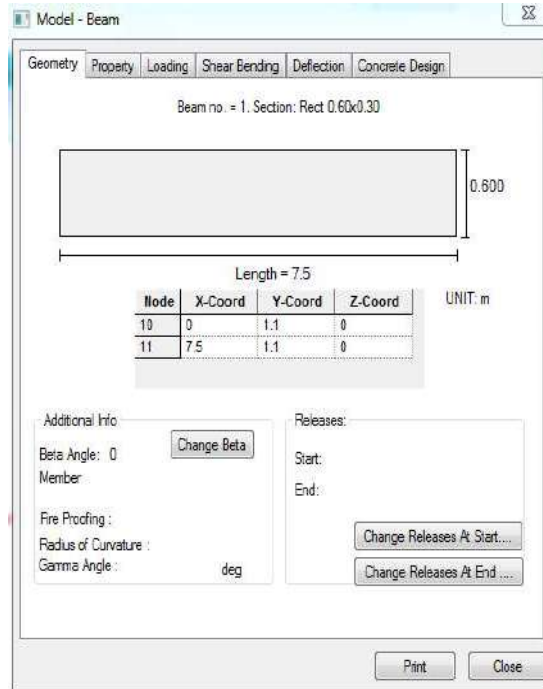 Model - Beam
Geometry Property Loading Shear Bending Deflection Concrete Design
Beam no. = 1. Section: Rect 0.60x0.30
0.600
Length = 7.5
UNIT: m
Node X-Coord Y-Coord Z-Coord
10 0 1.1 0
11 7.5 1.1 0
Additional Info
Beta Angle: 0
Change Beta
Member
Fire Proofing :
Radius of Curvature :
Gamma Angle : deg
Releases:
Start:
End:
Change Releases At Start....
Change Releases At End ....
Print Close